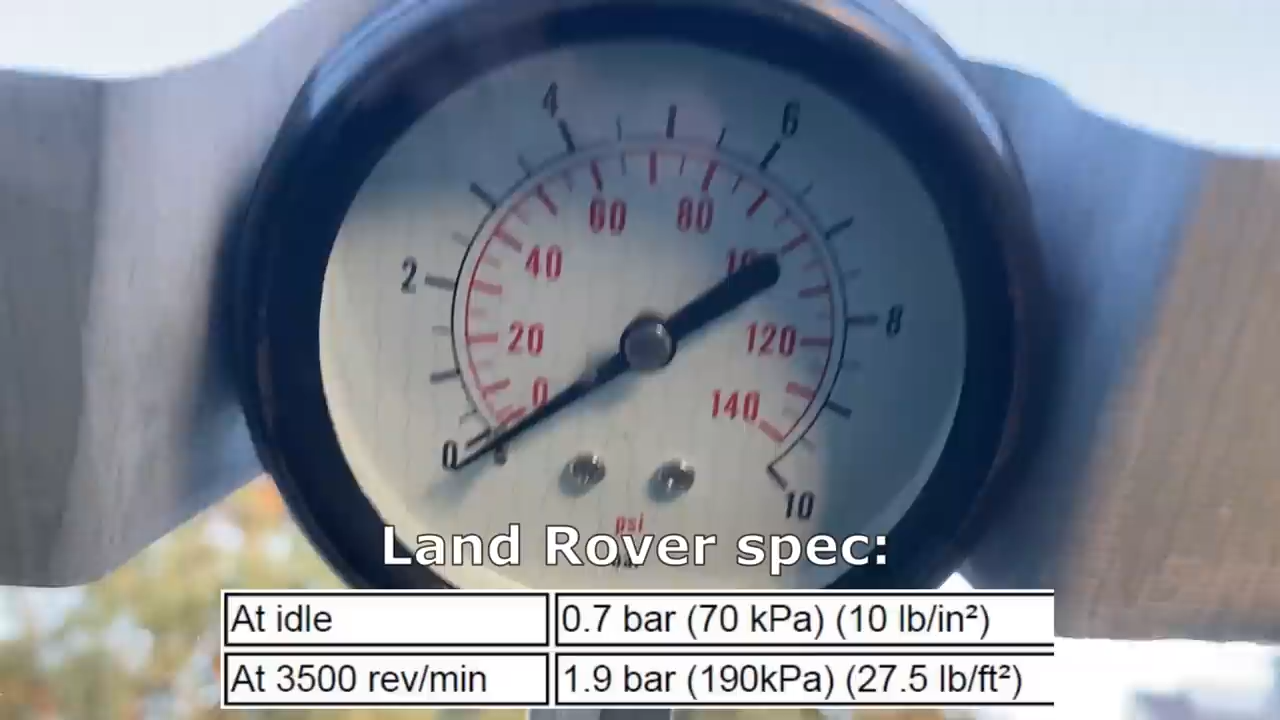 4 6
60 80
2 40 100 8
20 120
0 140
0 10
psi
bar
Land Rover spec:
At idle 0.7 bar (70 kPa) (10 lb/in²)
At 3500 rev/min 1.9 bar (190kPa) (27.5 lb/ft²)